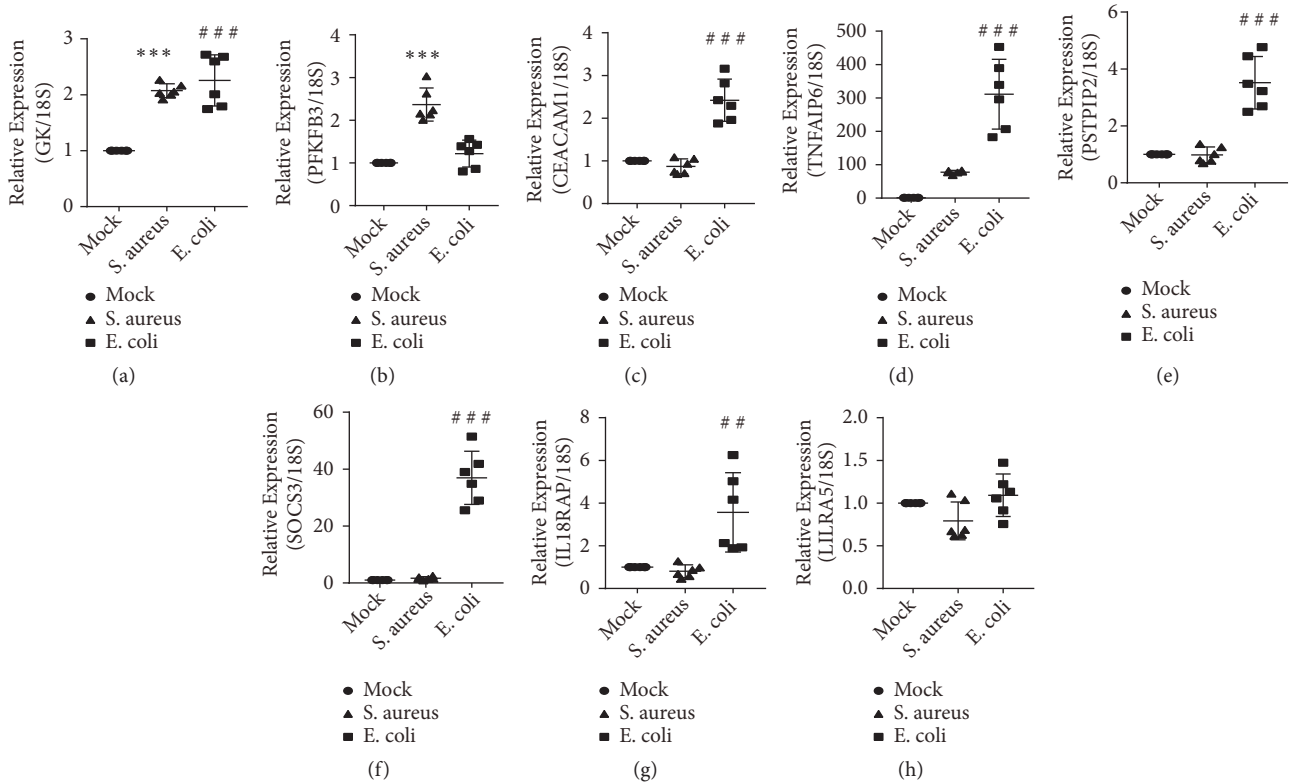 Relative Expression
(GK/18S)
3
2
1
0
***
# # #
Mock
S. aureus
E. coli
Mock
S. aureus
E. coli
(a)
Relative Expression
(PFKFB3/18S)
4
3
2
1
0
***
Mock
S. aureus
E. coli
Mock
S. aureus
E. coli
(b)
Relative Expression
(CEACAM1/18S)
4
3
2
1
0
# # #
Mock
S. aureus
E. coli
Mock
S. aureus
E. coli
(c)
Relative Expression
(TNFAIP6/18S)
500
400
300
200
100
0
# # #
Mock
S. aureus
E. coli
Mock
S. aureus
E. coli
(d)
Relative Expression
(PSTPIP2/18S)
6
4
2
0
# # #
Mock
S. aureus
E. coli
Mock
S. aureus
E. coli
(e)
Relative Expression
(SOCS3/18S)
60
40
20
0
# # #
Mock
S. aureus
E. coli
Mock
S. aureus
E. coli
(f)
Relative Expression
(IL18RAP/18S)
8
6
4
2
0
# #
Mock
S. aureus
E. coli
Mock
S. aureus
E. coli
(g)
Relative Expression
(LILRA5/18S)
2.0
1.5
1.0
0.5
0.0
Mock
S. aureus
E. coli
Mock
S. aureus
E. coli
(h)